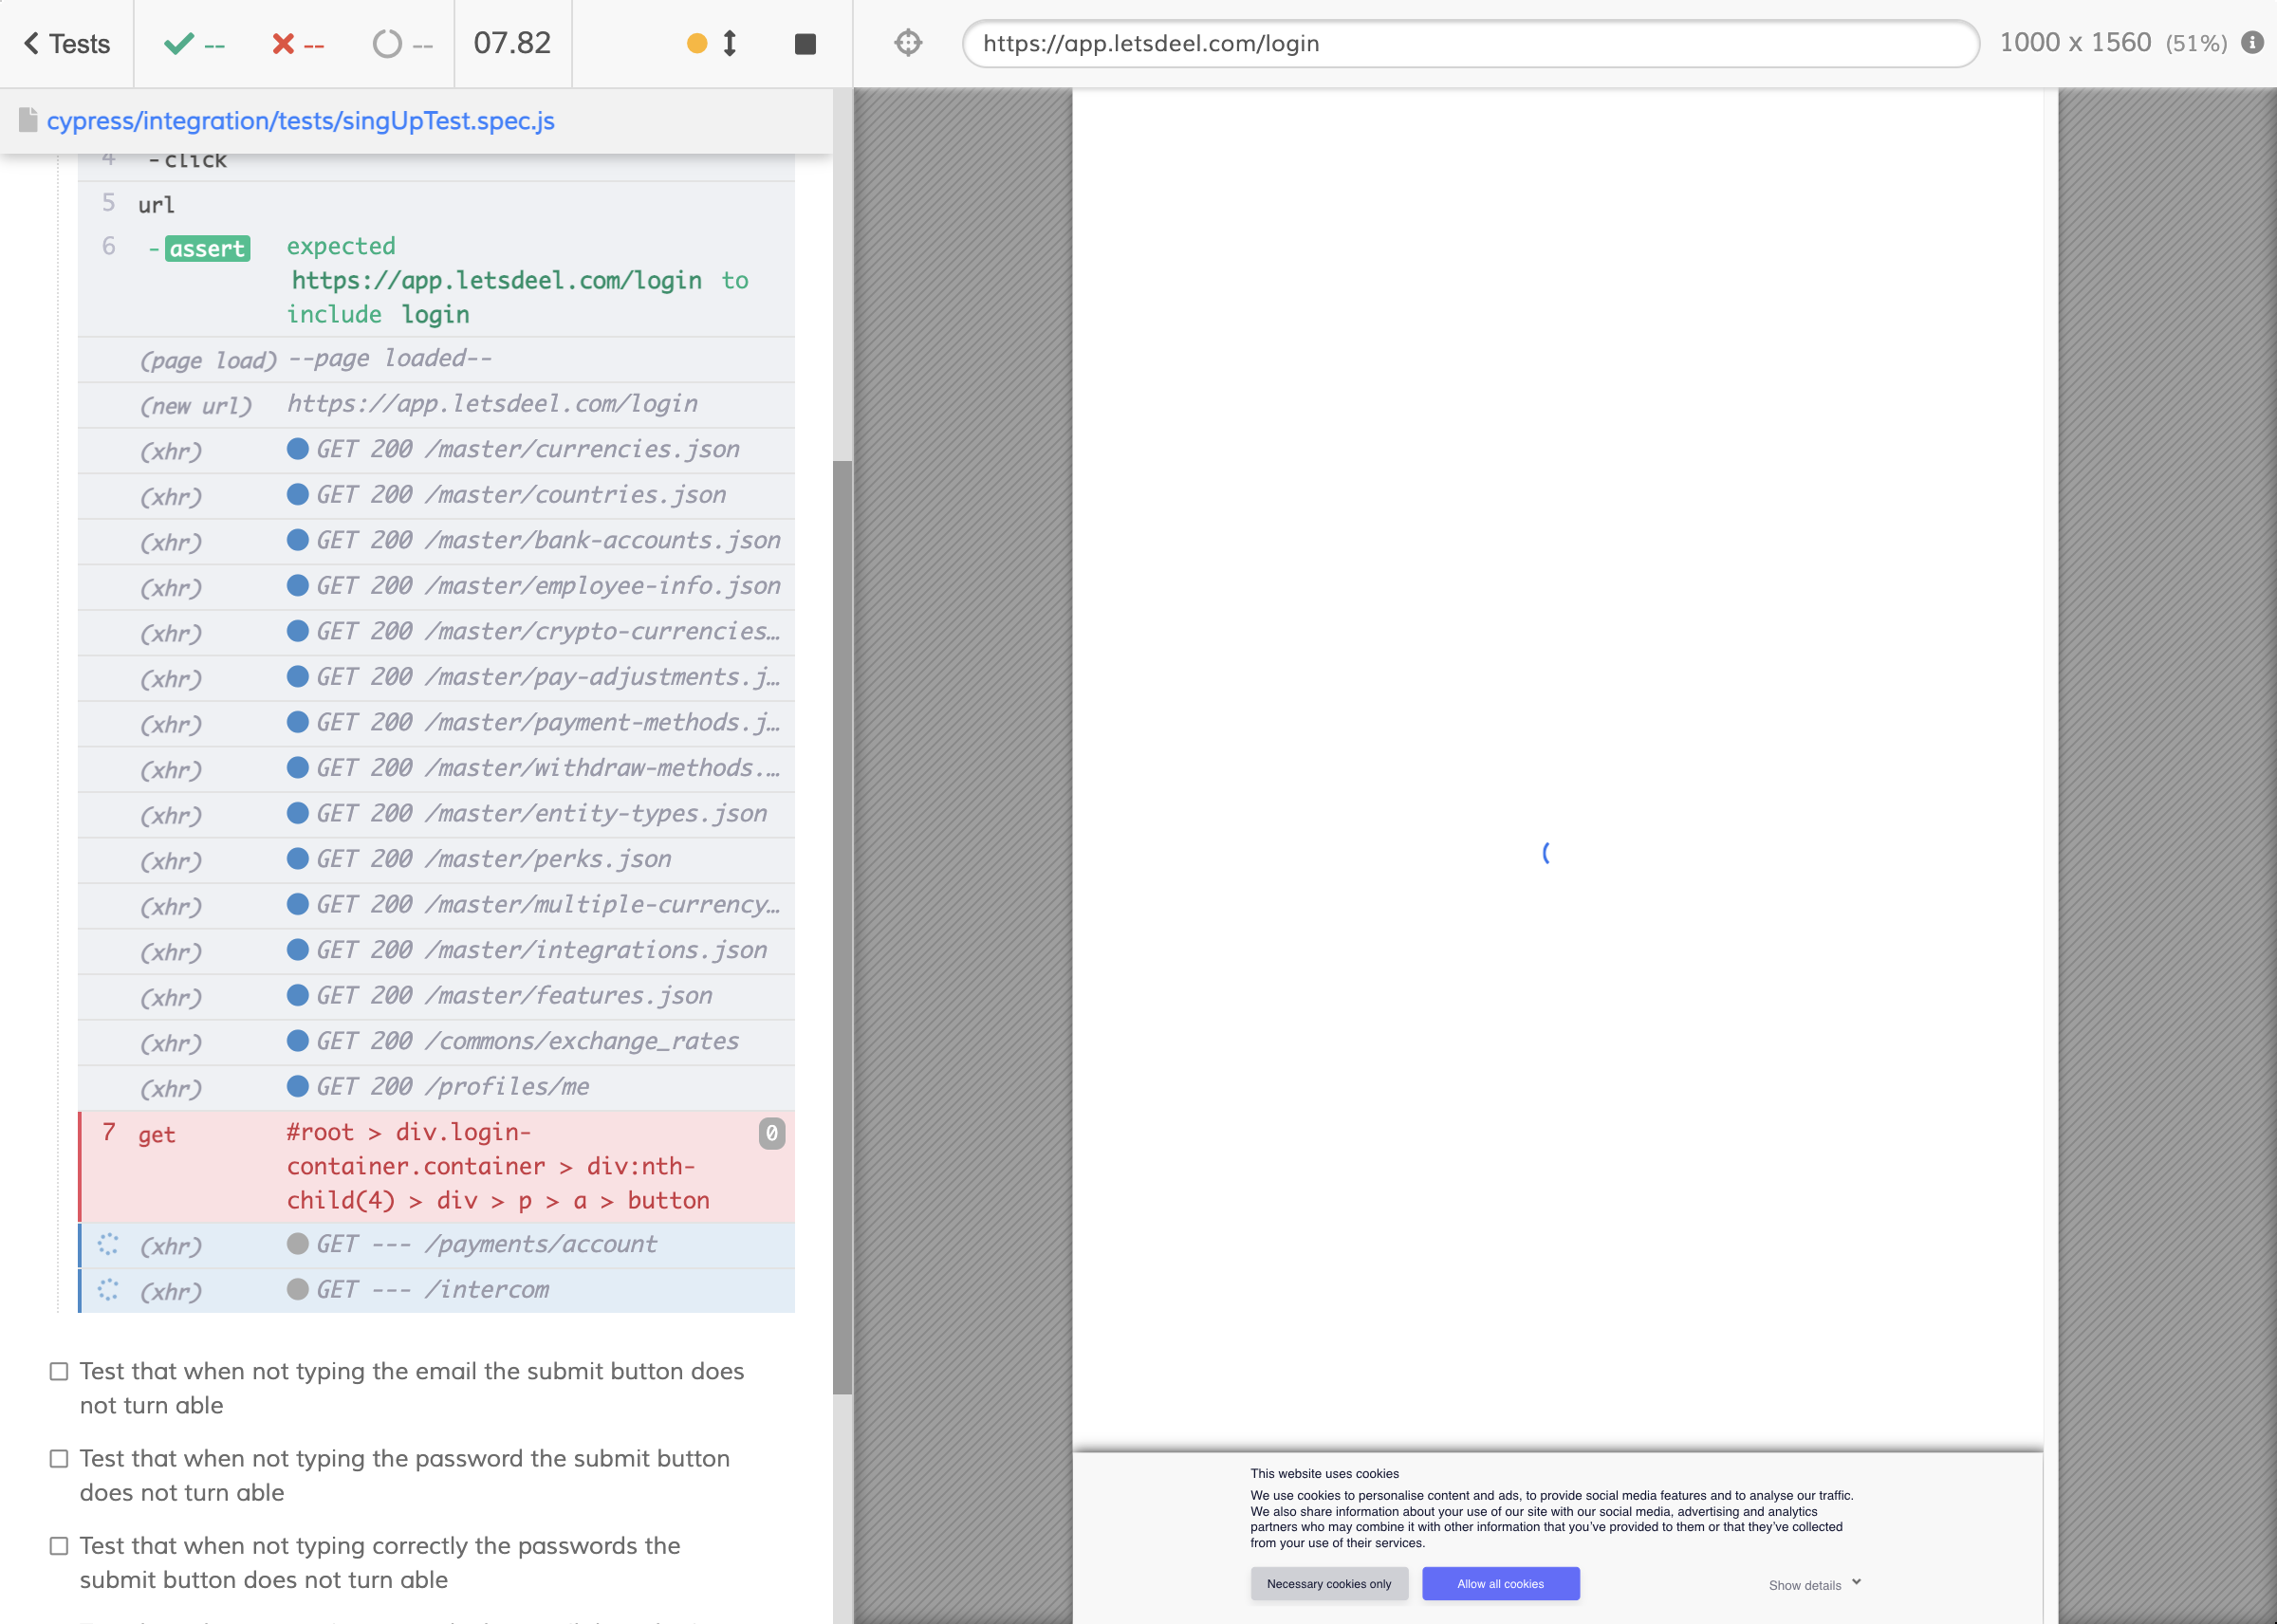 Tests
--
--
--
07.82
https://app.letsdeel.com/login
1000 x 1560 (51%)
cypress/integration/tests/singUpTest.spec.js
4 -click
5 url
6 -assert expected
https://app.letsdeel.com/login to
include login
(page load) --page loaded--
(new url) https://app.letsdeel.com/login
(xhr) GET 200 /master/currencies.json
(xhr) GET 200 /master/countries.json
(xhr) GET 200 /master/bank-accounts.json
(xhr) GET 200 /master/employee-info.json
(xhr) GET 200 /master/crypto-currencies…
(xhr) GET 200 /master/pay-adjustments.j…
(xhr) GET 200 /master/payment-methods.j…
(xhr) GET 200 /master/withdraw-methods.…
(xhr) GET 200 /master/entity-types.json
(xhr) GET 200 /master/perks.json
(xhr) GET 200 /master/multiple-currency…
(xhr) GET 200 /master/integrations.json
(xhr) GET 200 /master/features.json
(xhr) GET 200 /commons/exchange_rates
(xhr) GET 200 /profiles/me
7 get #root > div.login- 0
container.container > div:nth-
child(4) > div > p > a > button
(xhr) GET --- /payments/account
(xhr) GET --- /intercom
Test that when not typing the email the submit button does
not turn able
Test that when not typing the password the submit button
does not turn able
Test that when not typing correctly the passwords the
submit button does not turn able
This website uses cookies
We use cookies to personalise content and ads, to provide social media features and to analyse our traffic.
We also share information about your use of our site with our social media, advertising and analytics
partners who may combine it with other information that you've provided to them or that they've collected
from your use of their services.
Necessary cookies only
Allow all cookies
Show details